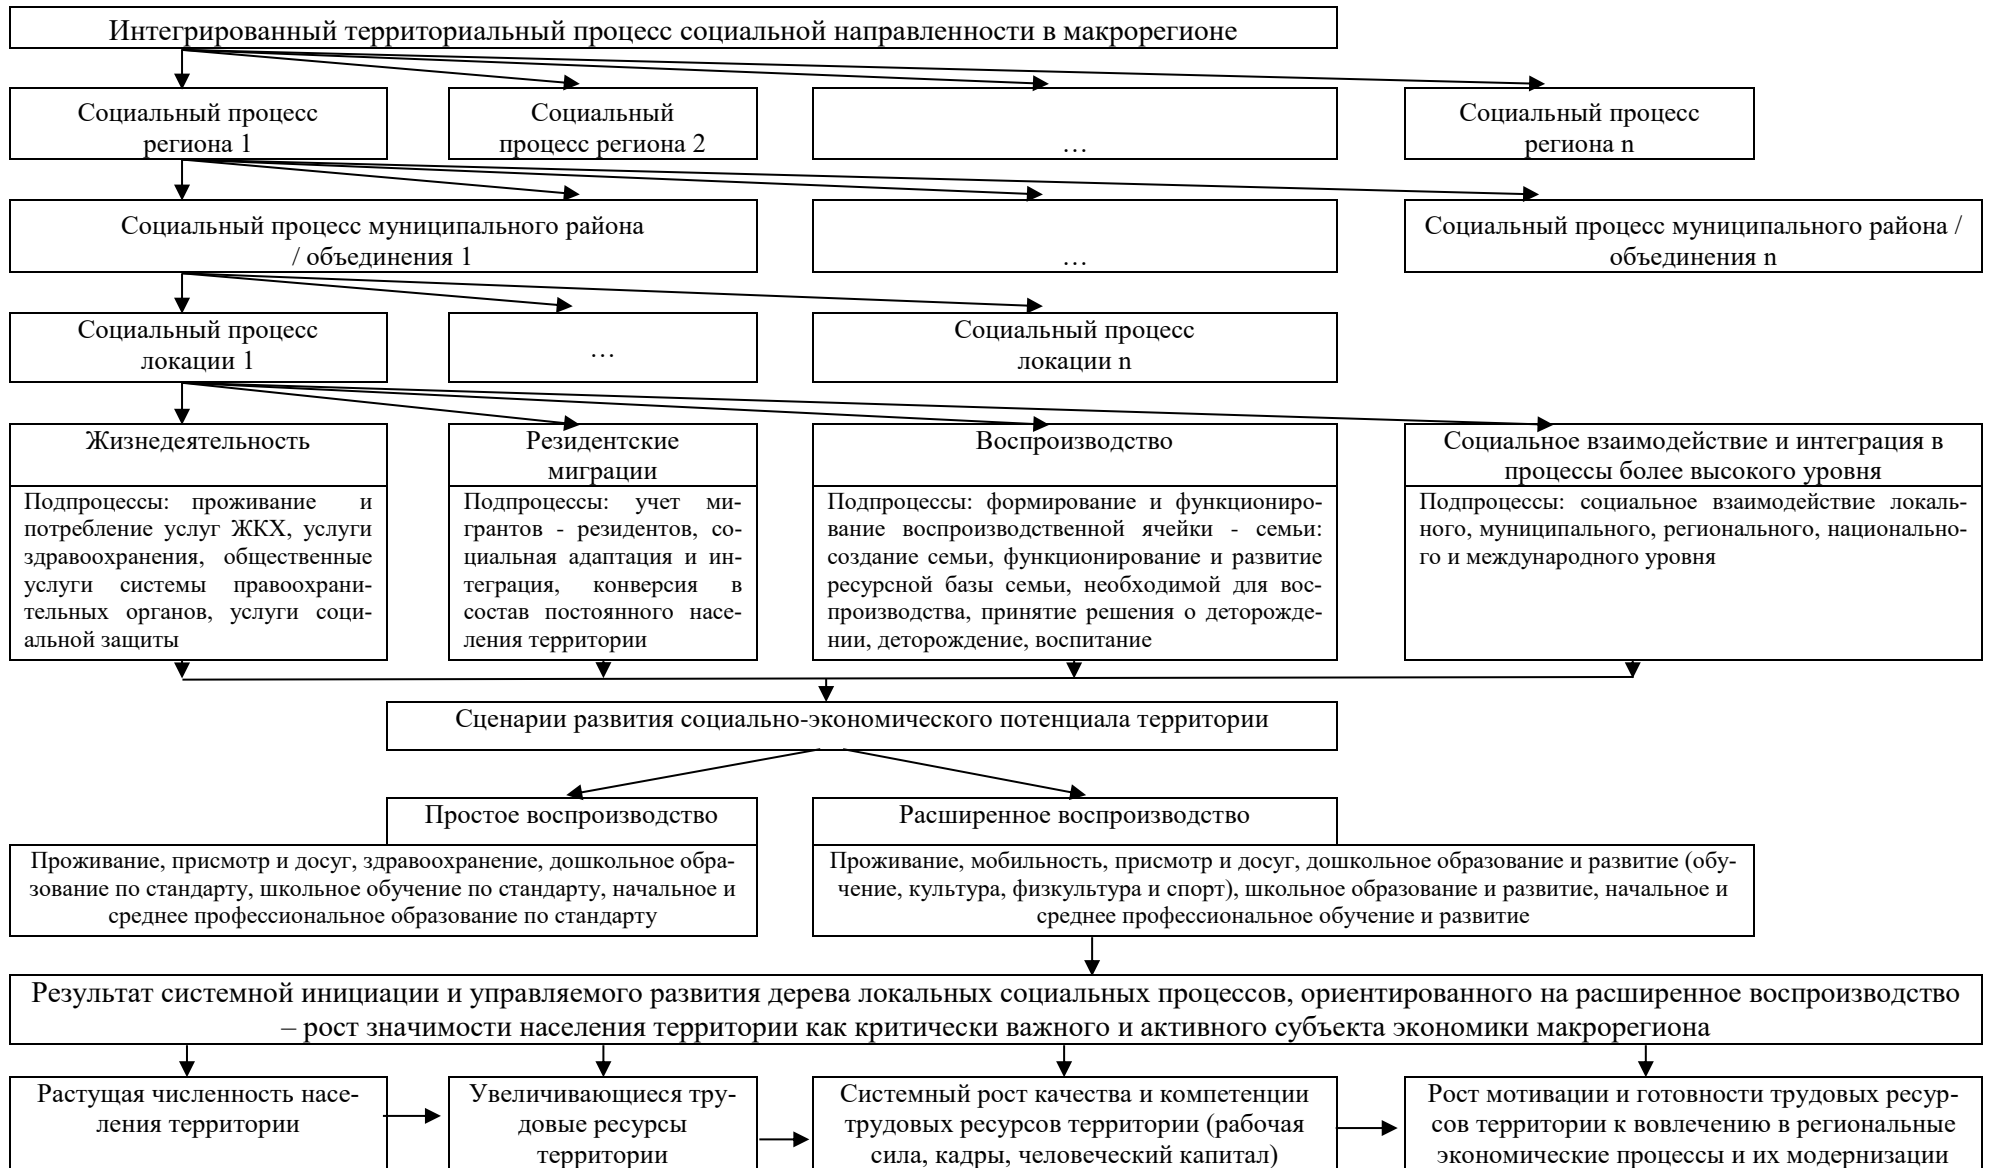 Интегрированный территориальный процесс социальной направленности в макрорегионе
Социальный процесс
региона 1
Социальный
процесс региона 2
…
Социальный процесс
региона n
Социальный процесс муниципального района
/ объединения 1
…
Социальный процесс муниципального района /
объединения n
Социальный процесс
локации 1
…
Социальный процесс
локации n
Жизнедеятельность
Резидентские
миграции
Воспроизводство
Социальное взаимодействие и интеграция в
процессы более высокого уровня
Подпроцессы: проживание и
потребление услуг ЖКХ, услуги
здравоохранения, общественные
услуги системы правоохрани-
тельных органов, услуги соци-
альной защиты
Подпроцессы: учет ми-
грантов - резидентов, со-
циальная адаптация и ин-
теграция, конверсия в
состав постоянного насе-
ления территории
Подпроцессы: формирование и функциониро-
вание воспроизводственной ячейки - семьи:
создание семьи, функционирование и развитие
ресурсной базы семьи, необходимой для вос-
производства, принятие решения о деторожде-
нии, деторождение, воспитание
Подпроцессы: социальное взаимодействие локаль-
ного, муниципального, регионального, национально-
го и международного уровня
Сценарии развития социально-экономического потенциала территории
Простое воспроизводство
Расширенное воспроизводство
Проживание, присмотр и досуг, здравоохранение, дошкольное обра-
зование по стандарту, школьное обучение по стандарту, начальное и
среднее профессиональное образование по стандарту
Проживание, мобильность, присмотр и досуг, дошкольное образование и развитие (обу-
чение, культура, физкультура и спорт), школьное образование и развитие, начальное и
среднее профессиональное обучение и развитие
Результат системной инициации и управляемого развития дерева локальных социальных процессов, ориентированного на расширенное воспроизводство
– рост значимости населения территории как критически важного и активного субъекта экономики макрорегиона
Растущая численность насе-
ления территории
Увеличивающиеся тру-
довые ресурсы
территории
Системный рост качества и компетенции
трудовых ресурсов территории (рабочая
сила, кадры, человеческий капитал)
Рост мотивации и готовности трудовых ресур-
сов территории к вовлечению в региональные
экономические процессы и их модернизации